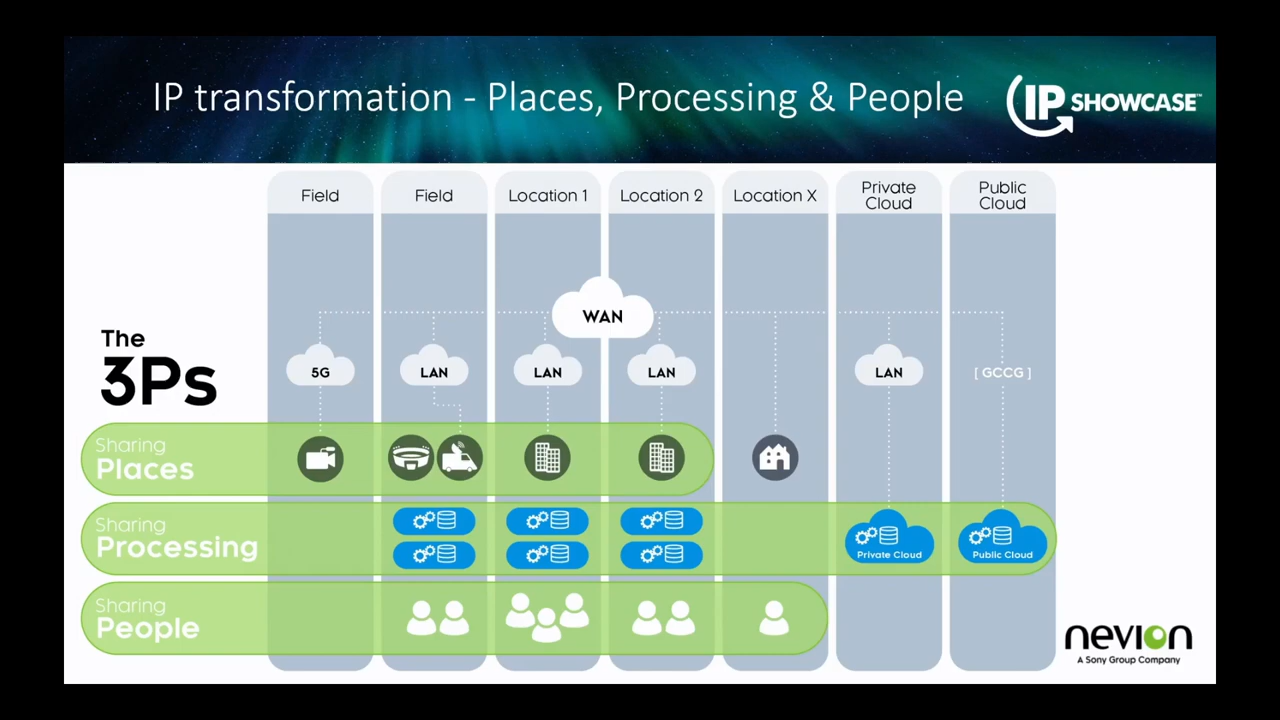 IP transformation - Places, Processing & People
IP SHOWCASE™
Field
Field
Location 1
Location 2
Location X
Private
Cloud
Public
Cloud
WAN
The
3Ps
5G
LAN
LAN
LAN
LAN
[ GCCG ]
Sharing
Places
Sharing
Processing
Private Cloud
Public Cloud
Sharing
People
nevion
A Sony Group Company